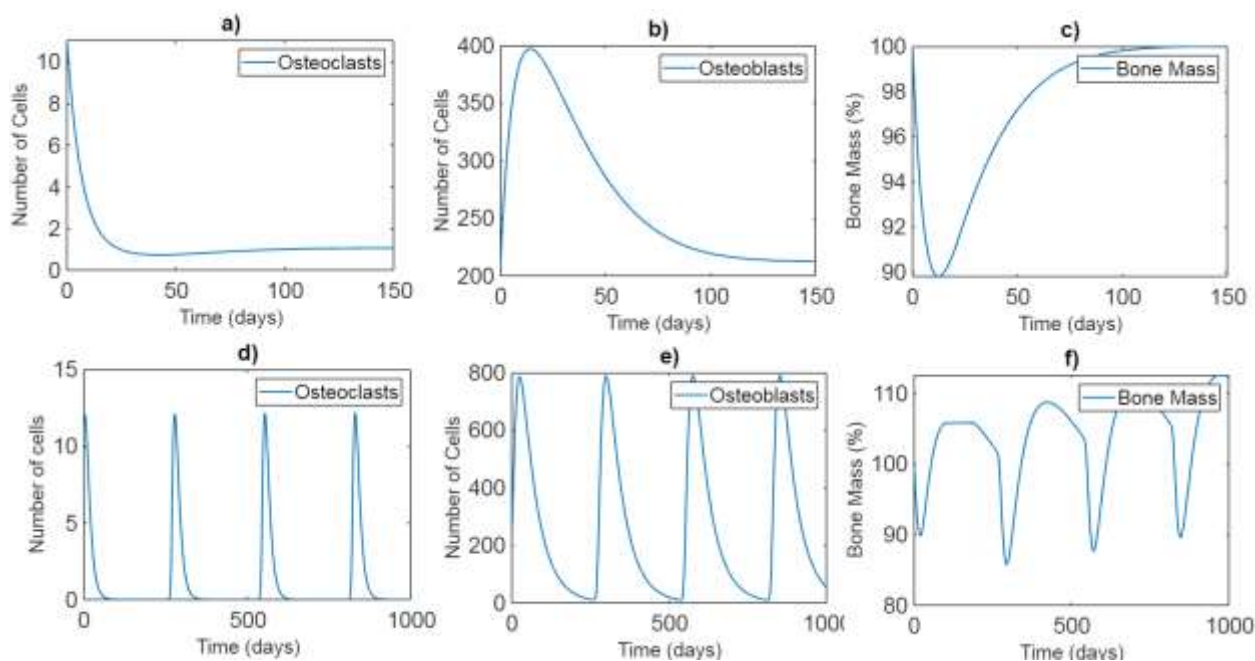 a)
Number of Cells
10
8
6
4
2
0
Osteoclasts
0 50 100 150
Time (days)
b)
Number of Cells
400
350
300
250
200
Osteoblasts
0 50 100 150
Time (days)
c)
Bone Mass (%)
100
98
96
94
92
90
Bone Mass
0 50 100 150
Time (days)
d)
Number of cells
15
10
5
0
Osteoclasts
0 500 1000
Time (days)
e)
Number of Cells
800
600
400
200
0
Osteoblasts
0 500 1000
Time (days)
f)
Bone Mass (%)
110
100
90
80
Bone Mass
0 500 1000
Time (days)